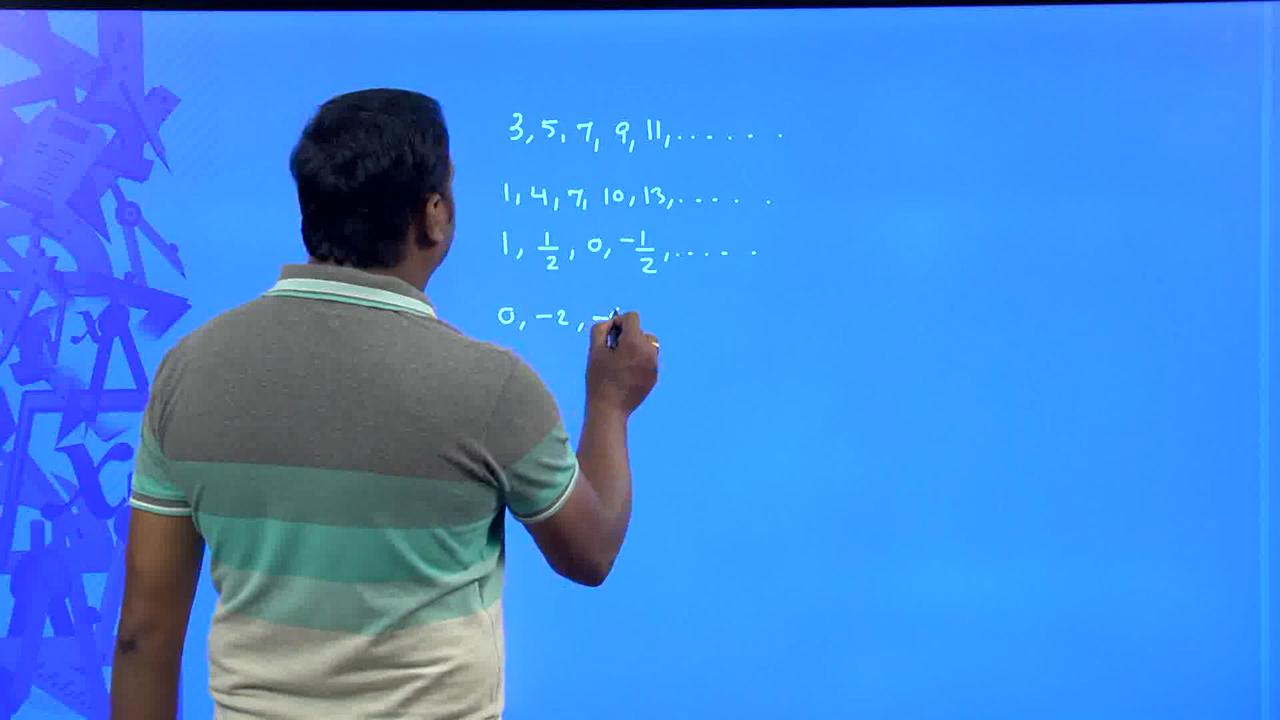 3, 5, 7, 9, 11, . . . . . .
1, 4, 7, 10, 13, . . . . .
1, 1/2, 0, -1/2, . . . . .
0, -2,